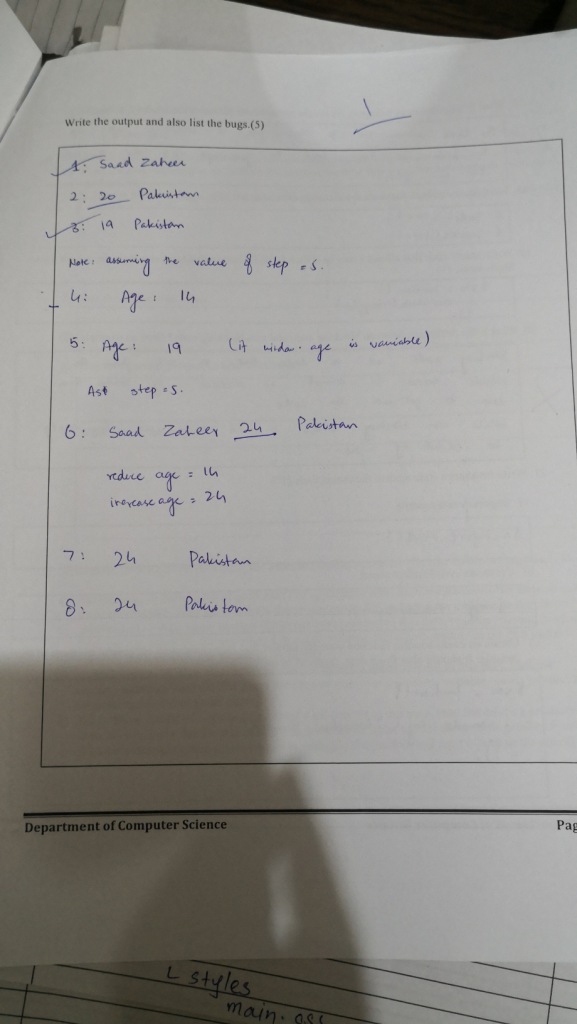 Write the output and also list the bugs.(5)
1
1: Saad Zaheer
2: 20 Pakistan
3: 19 Pakistan
Note: assuming the value of step = 5.
4: Age: 14
5: Age: 19 (if age is variable)
step = 5.
6: Saad Zaheer 24 Pakistan
reduce age = 14
increase age = 24
7: 24 Pakistan
8: 24 Pakistan
Department of Computer Science Pag
L styles
main.